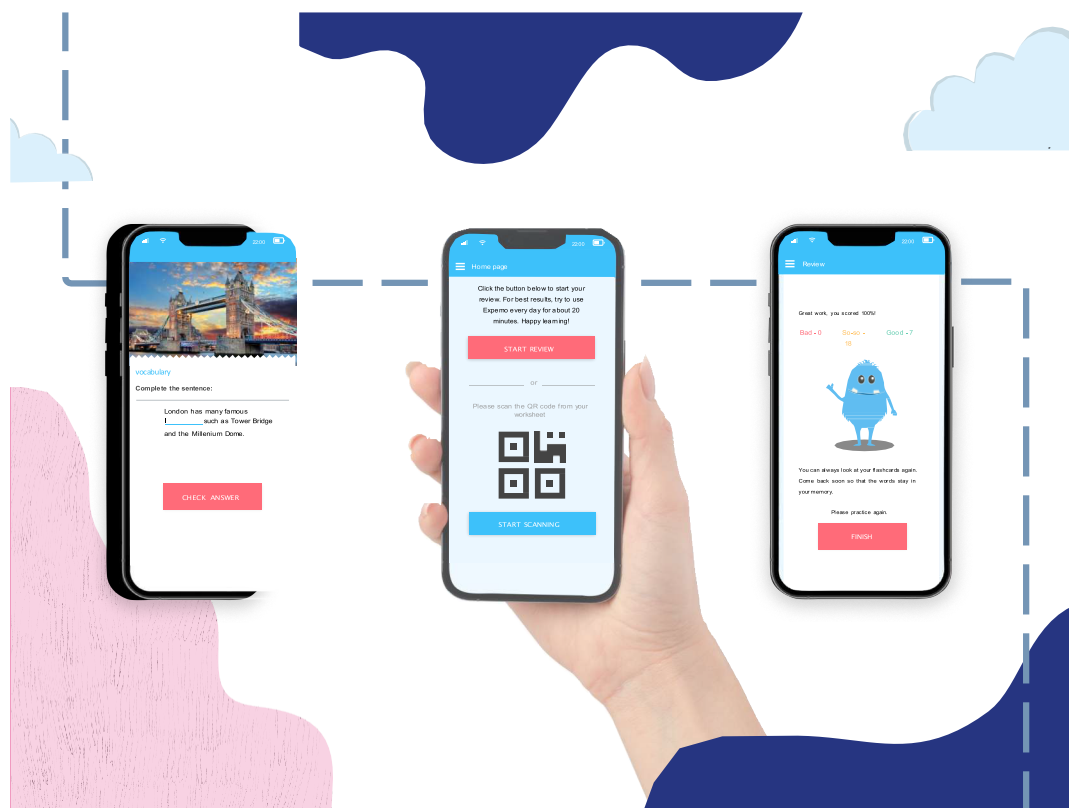 22:00
vocabulary
Complete the sentence:
London has many famous
l________such as Tower Bridge
and the Millenium Dome.
CHECK ANSWER
22:00
Home page
Click the button below to start your
review. For best results, try to use
Expemo every day for about 20
minutes. Happy learning!
START REVIEW
or
Please scan the QR code from your
worksheet
START SCANNING
22:00
Review
Great work, you scored 100%!
Bad - 0 So-so - Good - 7
18
You can always look at your flashcards again.
Come back soon so that the words stay in
your memory.
Please practice again.
FINISH